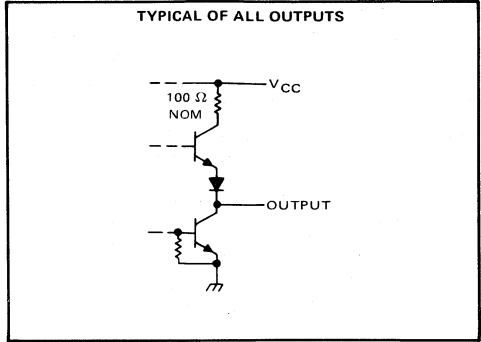 TYPICAL OF ALL OUTPUTS
VCC
100 Ω
NOM
OUTPUT